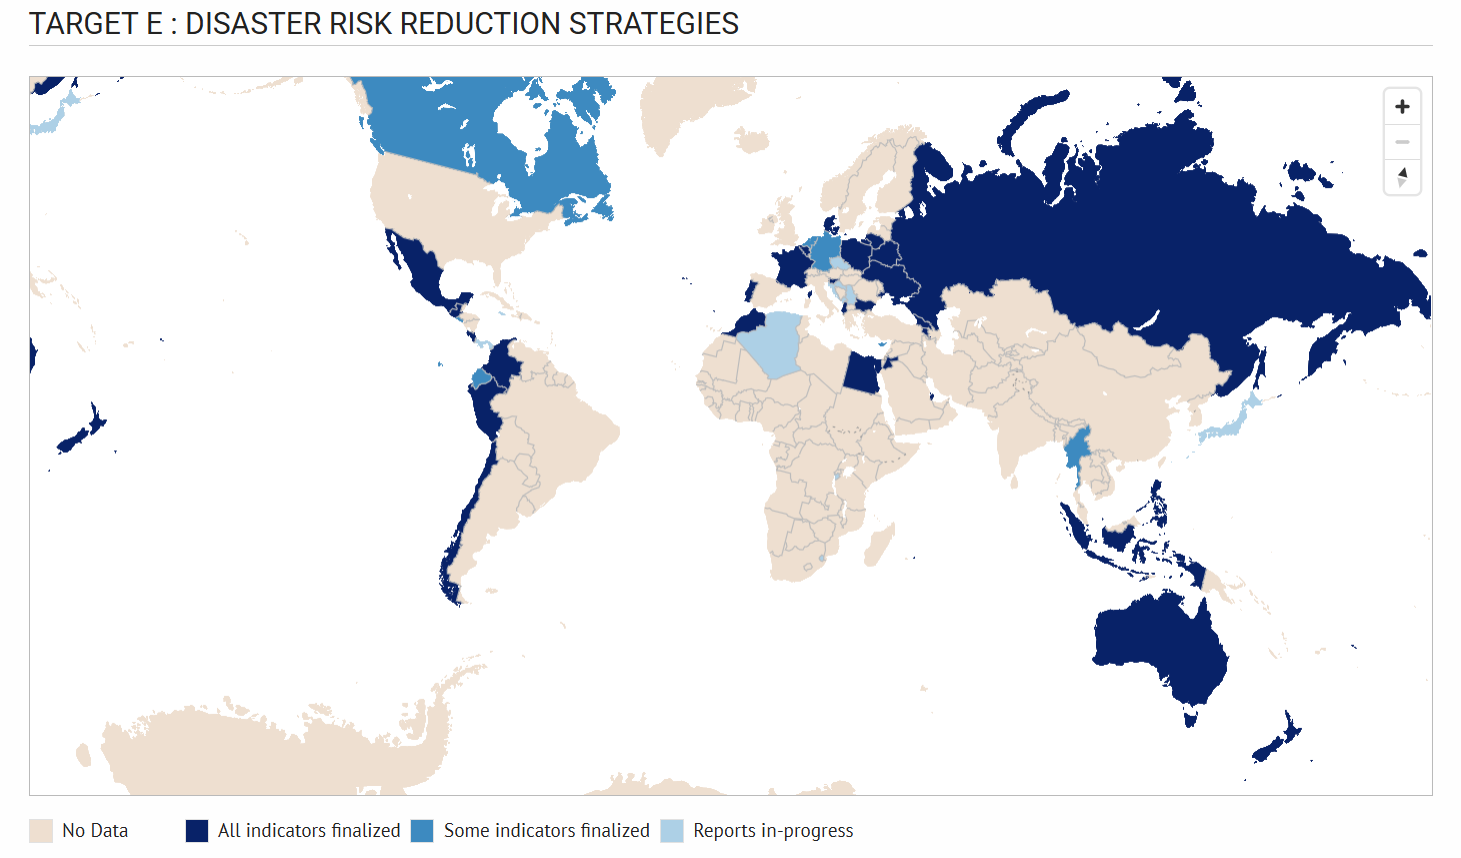 TARGET E : DISASTER RISK REDUCTION STRATEGIES
No Data
All indicators finalized
Some indicators finalized
Reports in-progress